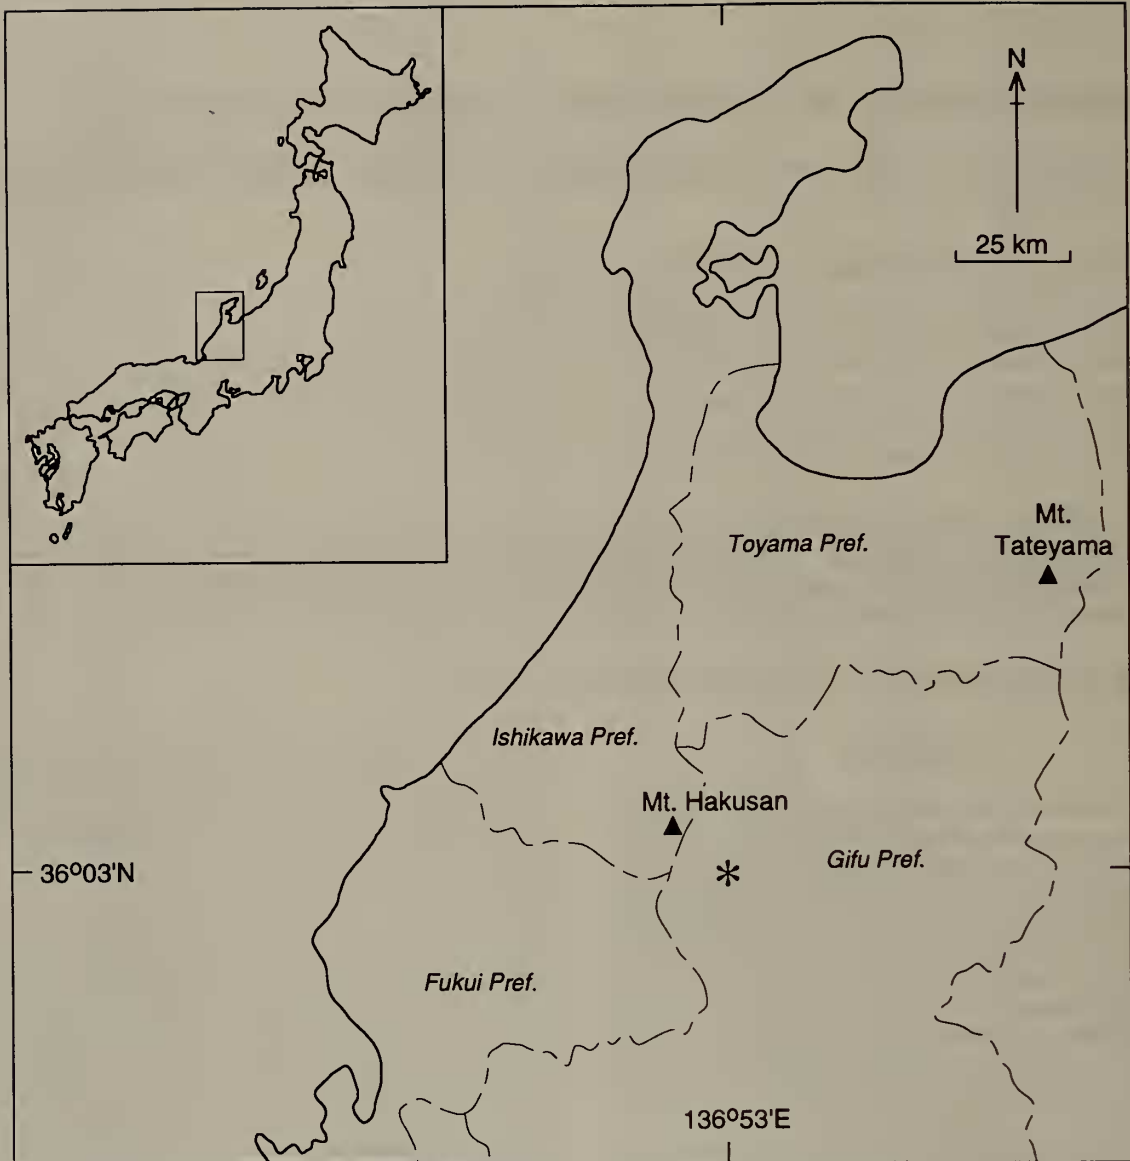 N
25 km
Mt.
Tateyama
Toyama Pref.
Ishikawa Pref.
Mt. Hakusan
Gifu Pref.
36°03'N
*
Fukui Pref.
136°53'E